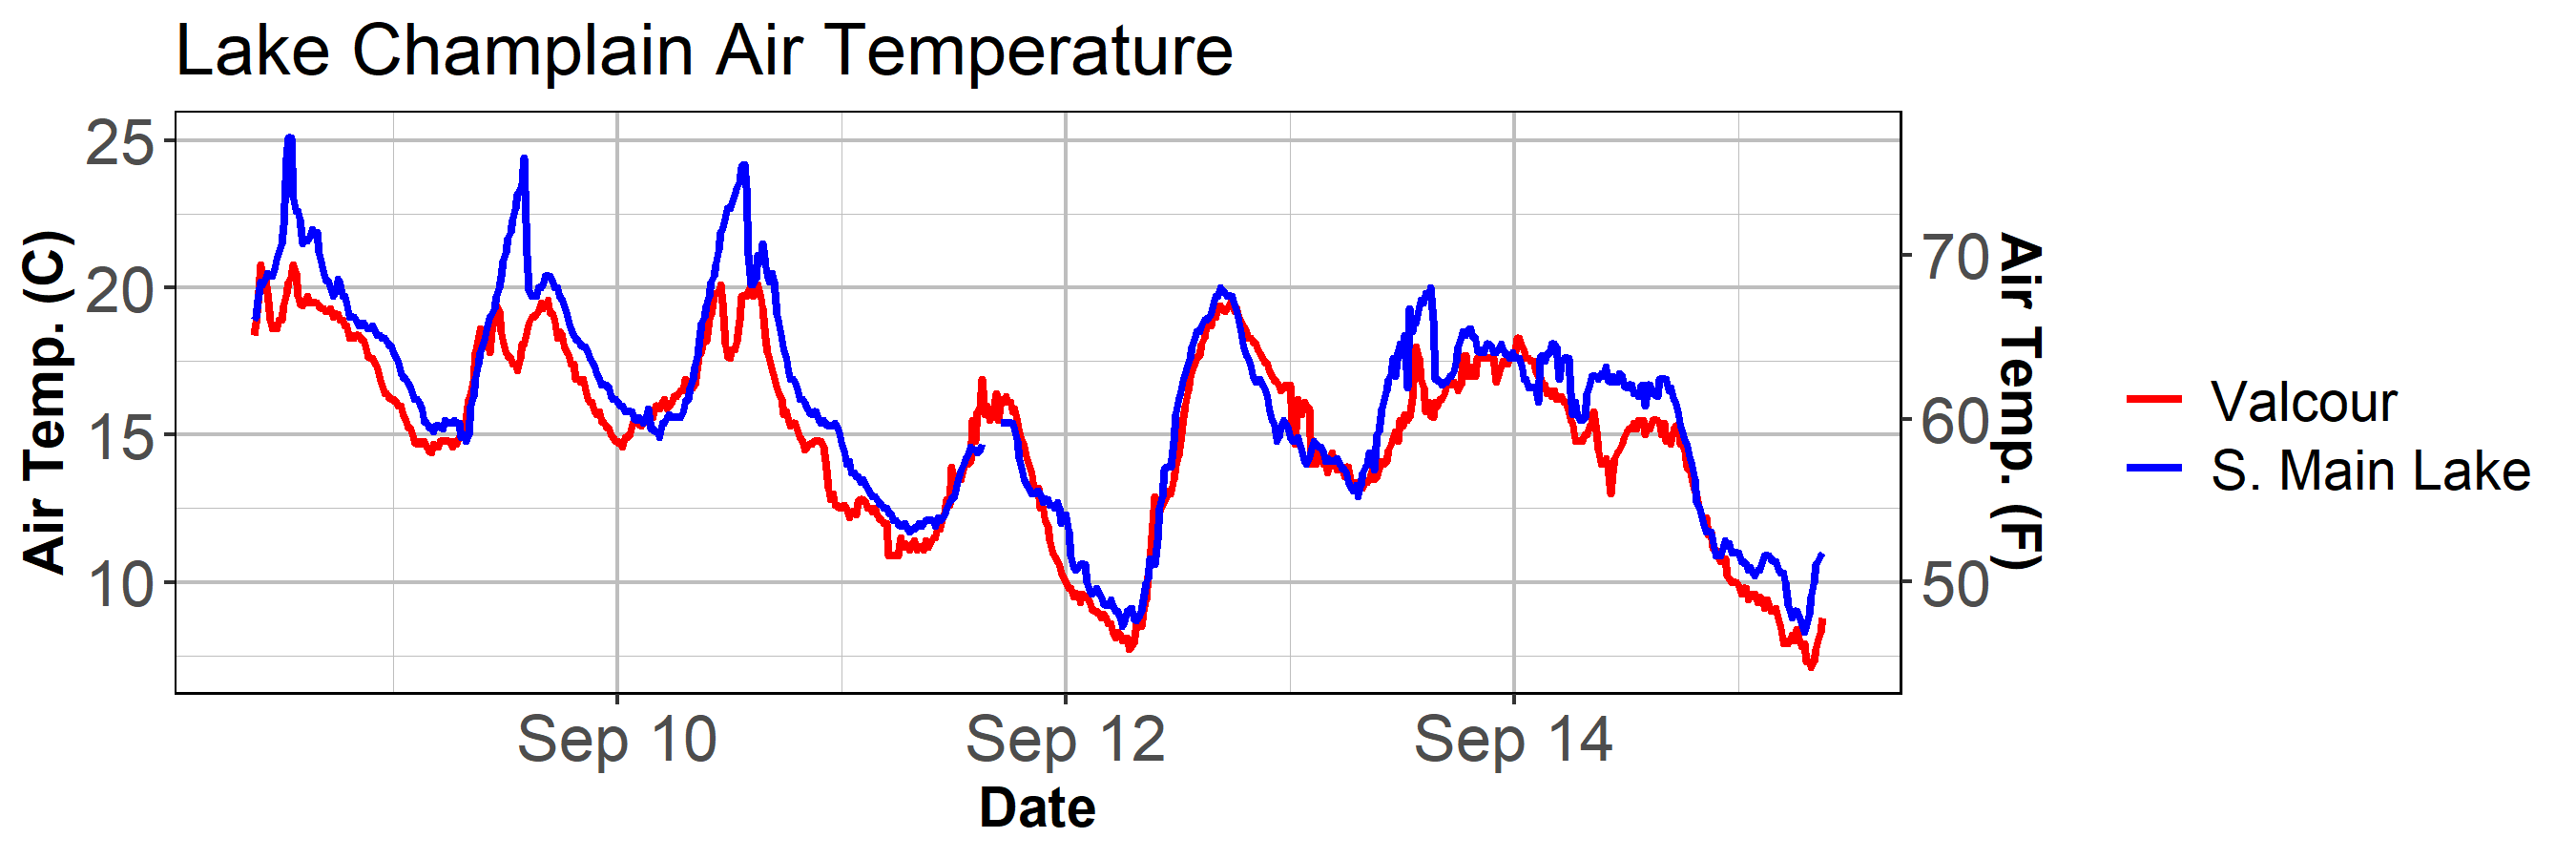 Lake Champlain Air Temperature
Air Temp. (C)
25
20
15
10
70
60
50
Air Temp. (F)
Sep 10
Sep 12
Sep 14
Date
Valcour
S. Main Lake